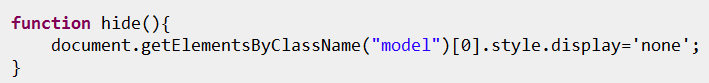 function hide(){
    document.getElementsByClassName("model")[0].style.display='none';
}